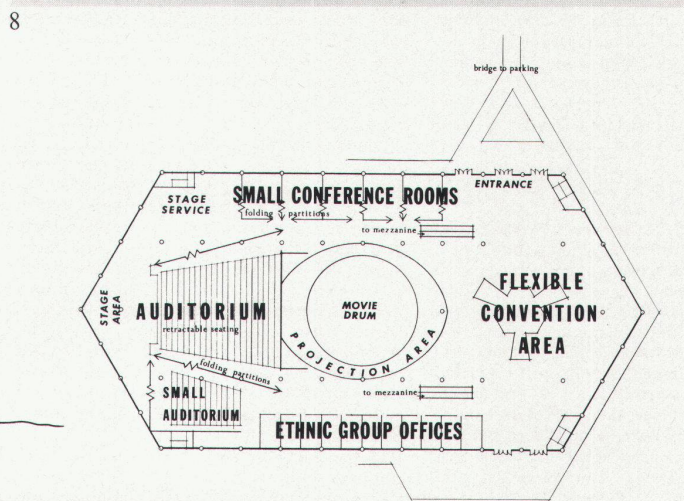 8
bridge to parking
SMALL CONFERENCE ROOMS
ENTRANCE
STAGE
SERVICE
folding partitions
to mezzanine
STAGE
AREA
AUDITORIUM
retractable seating
MOVIE
DRUM
PROJECTION AREA
FLEXIBLE
CONVENTION
AREA
folding partitions
SMALL
AUDITORIUM
to mezzanine
ETHNIC GROUP OFFICES